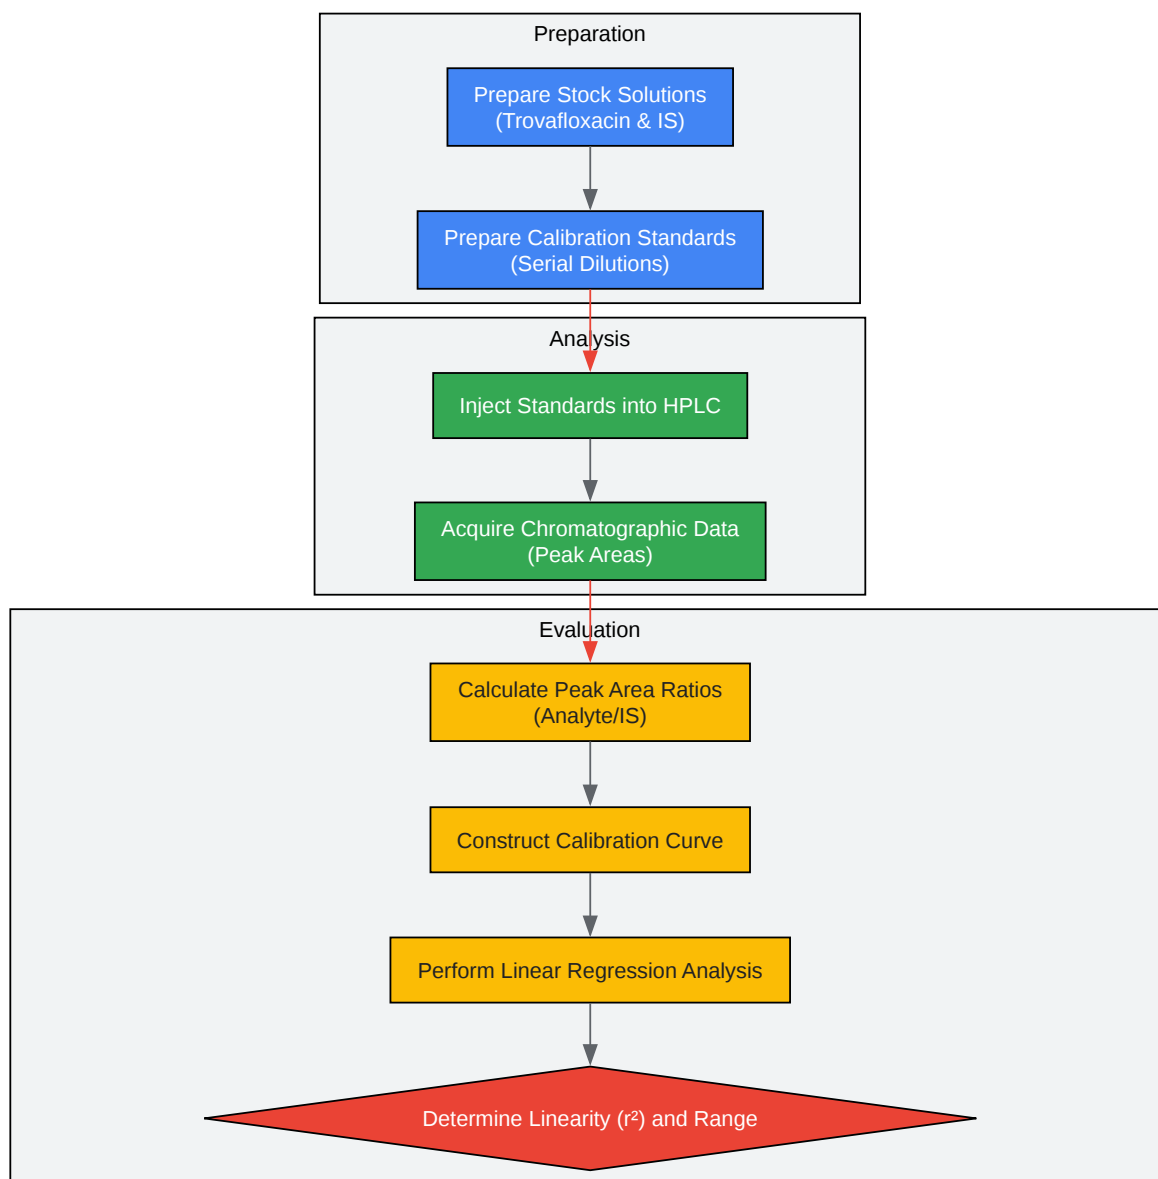 Preparation
Prepare Stock Solutions
(Trovafloxacin & IS)
Prepare Calibration Standards
(Serial Dilutions)
Analysis
Inject Standards into HPLC
Acquire Chromatographic Data
(Peak Areas)
Evaluation
Calculate Peak Area Ratios
(Analyte/IS)
Construct Calibration Curve
Perform Linear Regression Analysis
Determine Linearity (r²) and Range